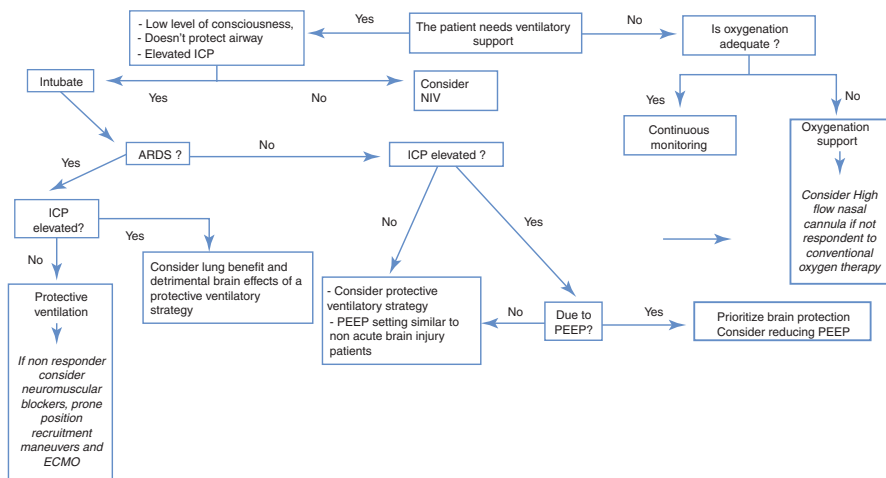 - Low level of consciousness,
- Doesn't protect airway
- Elevated ICP
Yes
The patient needs ventilatory
support
No
Is oxygenation
adequate ?
Intubate
Yes
No
Consider
NIV
Yes
No
Continuous
monitoring
Oxygenation
support
Consider High
flow nasal
cannula if not
respondent to
conventional
oxygen therapy
Yes
ARDS ?
No
ICP elevated ?
ICP
elevated?
Yes
No
No
Yes
Consider lung benefit and
detrimental brain effects of a
protective ventilatory
strategy
Protective
ventilation
If non responder
consider
neuromuscular
blockers, prone
position
recruitment
maneuvers and
ECMO
- Consider protective
ventilatory strategy
- PEEP setting similar to
non acute brain injury
patients
No
Due to
PEEP?
Yes
Prioritize brain protection
Consider reducing PEEP